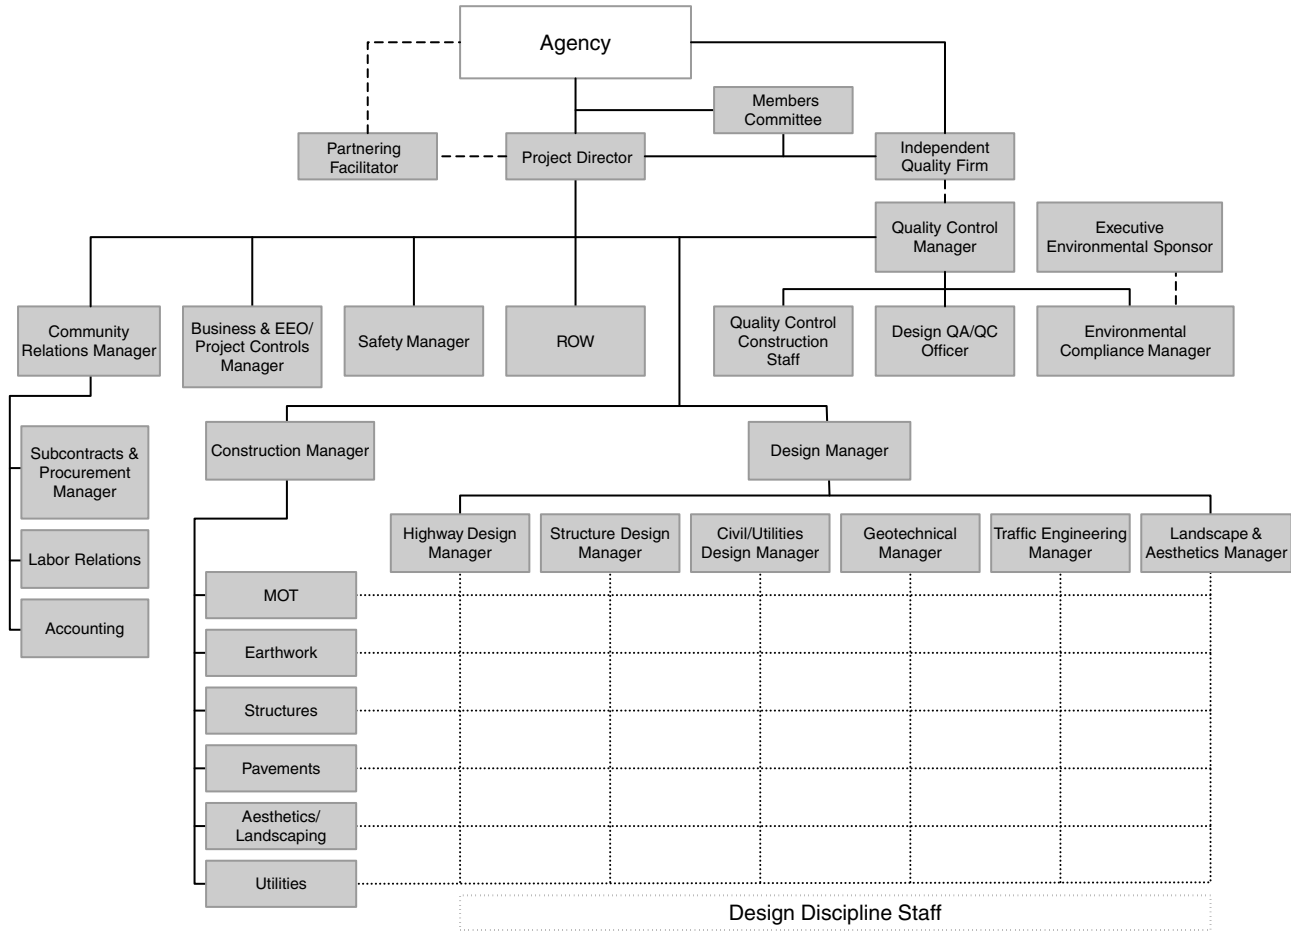 Agency
Members
Committee
Partnering
Facilitator
Project Director
Independent
Quality Firm
Quality Control
Manager
Executive
Environmental Sponsor
Community
Relations Manager
Business & EEO/
Project Controls
Manager
Safety Manager
ROW
Quality Control
Construction
Staff
Design QA/QC
Officer
Environmental
Compliance Manager
Subcontracts &
Procurement
Manager
Labor Relations
Accounting
Construction Manager
Design Manager
Highway Design
Manager
Structure Design
Manager
Civil/Utilities
Design Manager
Geotechnical
Manager
Traffic Engineering
Manager
Landscape &
Aesthetics Manager
MOT
Earthwork
Structures
Pavements
Aesthetics/
Landscaping
Utilities
Design Discipline Staff